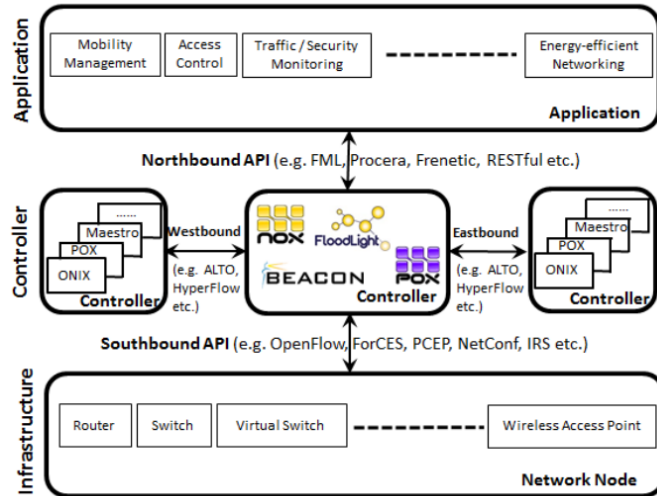 Application
Mobility
Management
Access
Control
Traffic / Security
Monitoring
Energy-efficient
Networking
Application
Northbound API (e.g. FML, Procera, Frenetic, RESTful etc.)
Controller
......
Maestro
POX
ONIX
Controller
Westbound
(e.g. ALTO,
HyperFlow
etc.)
nox
FloodLight
BEACON
POX
Controller
Eastbound
(e.g. ALTO,
HyperFlow
etc.)
......
Maestro
POX
ONIX
Controller
Southbound API (e.g. OpenFlow, ForCES, PCEP, NetConf, IRS etc.)
Infrastructure
Router
Switch
Virtual Switch
Wireless Access Point
Network Node